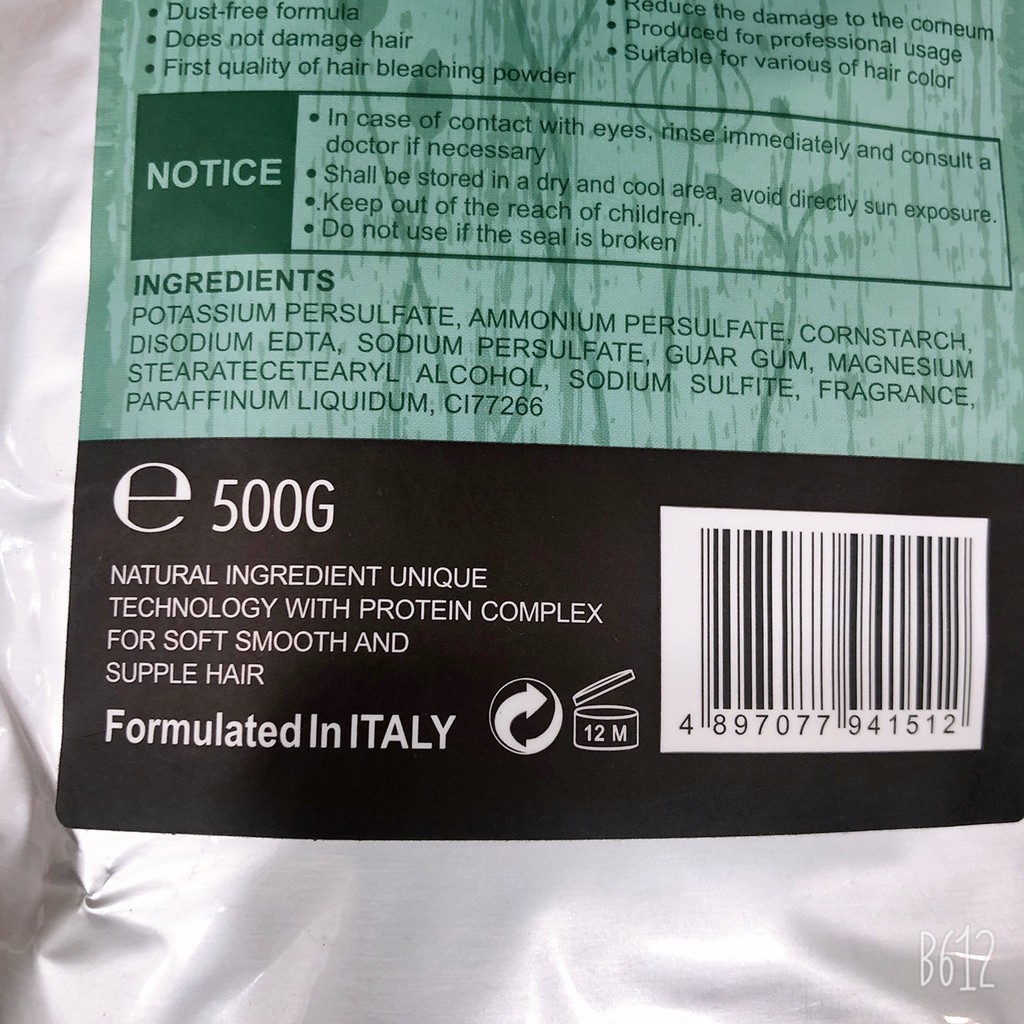 • Dust-free formula
• Does not damage hair
• First quality of hair bleaching powder
• Reduce the damage to the corneum
• Produced for professional usage
• Suitable for various of hair color
NOTICE
• In case of contact with eyes, rinse immediately and consult a
doctor if necessary
• Shall be stored in a dry and cool area, avoid directly sun exposure.
•.Keep out of the reach of children.
• Do not use if the seal is broken
INGREDIENTS
POTASSIUM PERSULFATE, AMMONIUM PERSULFATE, CORNSTARCH,
DISODIUM EDTA, SODIUM PERSULFATE, GUAR GUM, MAGNESIUM
STEARATECETEARYL ALCOHOL, SODIUM SULFITE, FRAGRANCE,
PARAFFINUM LIQUIDUM, CI77266
e 500G
NATURAL INGREDIENT UNIQUE
TECHNOLOGY WITH PROTEIN COMPLEX
FOR SOFT SMOOTH AND
SUPPLE HAIR
Formulated In ITALY
12 M
4 897077 941512
B612